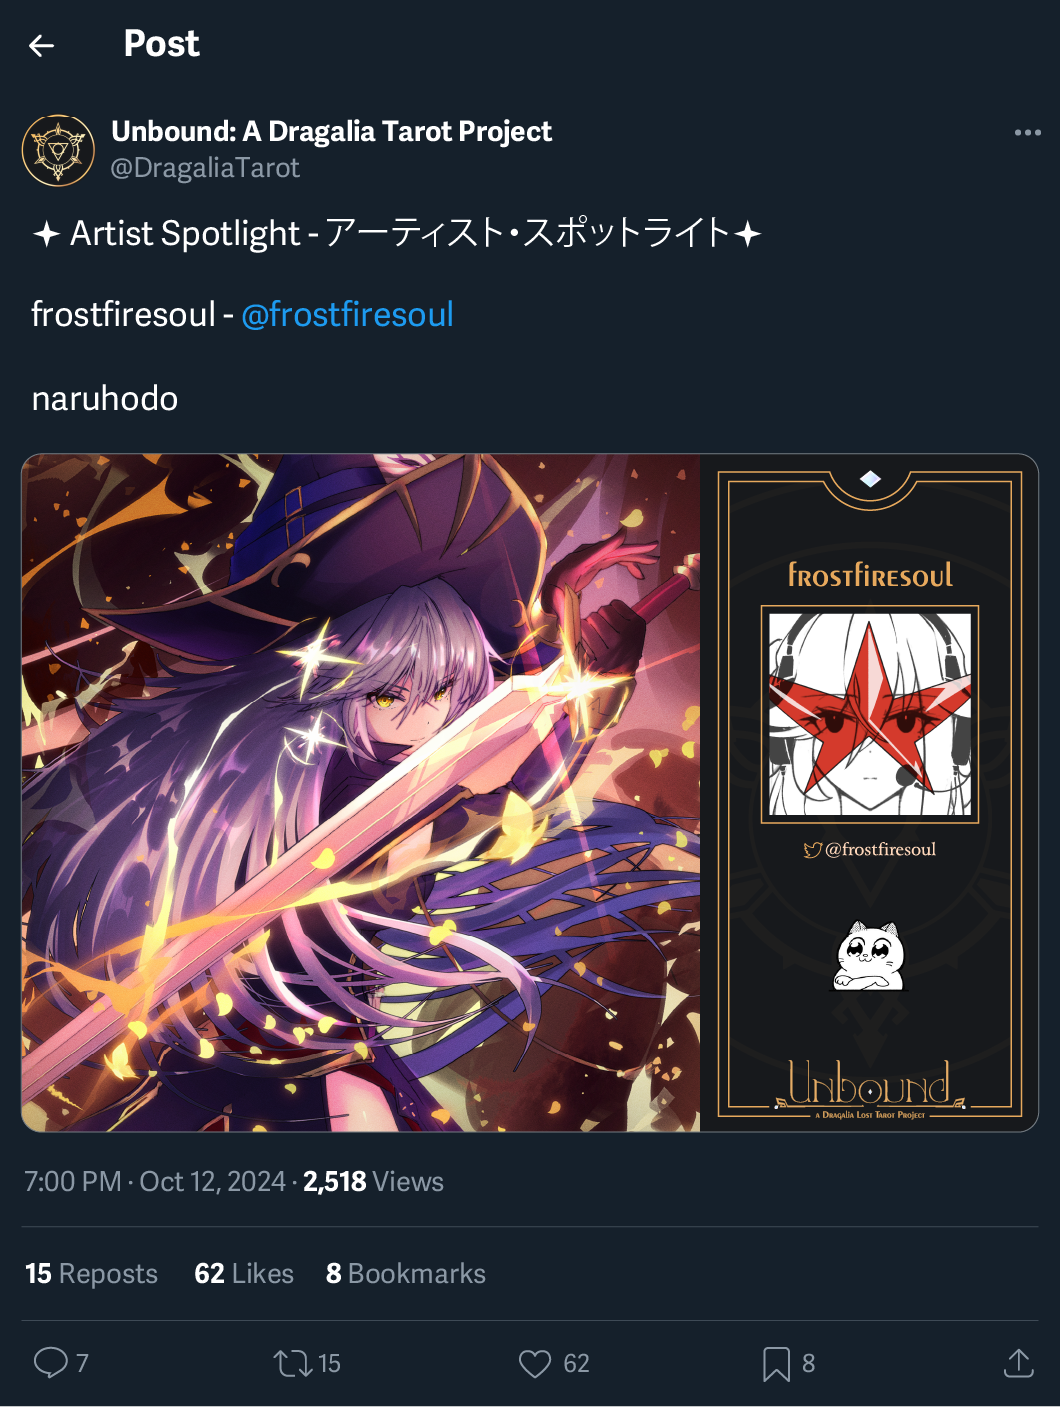 Post
Unbound: A Dragalia Tarot Project
@DragaliaTarot
✦ Artist Spotlight - アーティスト・スポットライト✦
frostfiresoul - @frostfiresoul
naruhodo
frostfiresoul
@frostfiresoul
Unbound
a Dragalia Lost Tarot Project
7:00 PM · Oct 12, 2024 · 2,518 Views
15 Reposts 62 Likes 8 Bookmarks
7 15 62 8